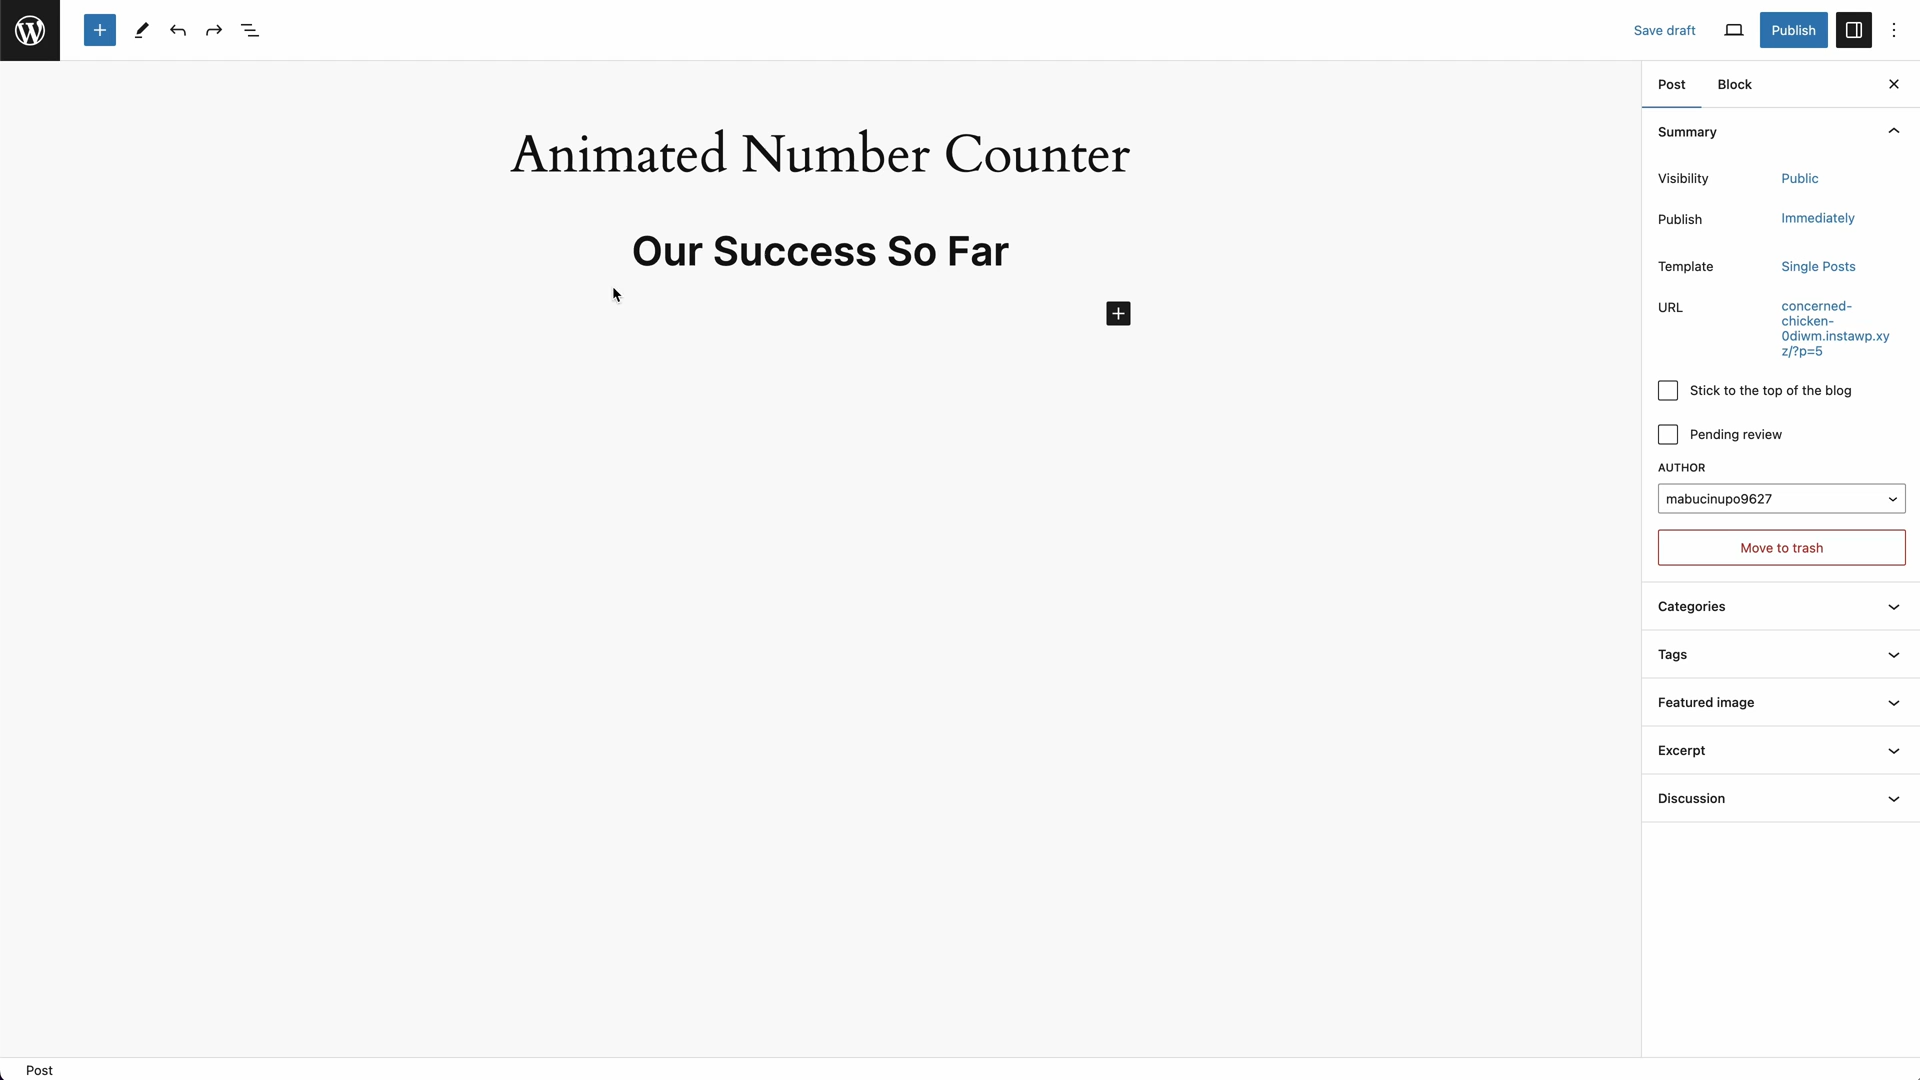 Save draft
Publish
Post
Block
Animated Number Counter
Our Success So Far
Summary
Visibility
Public
Publish
Immediately
Template
Single Posts
URL
concerned-
chicken-
0diwm.instawp.xy
z/?p=5
Stick to the top of the blog
Pending review
AUTHOR
mabucinupo9627
Move to trash
Categories
Tags
Featured image
Excerpt
Discussion
Post